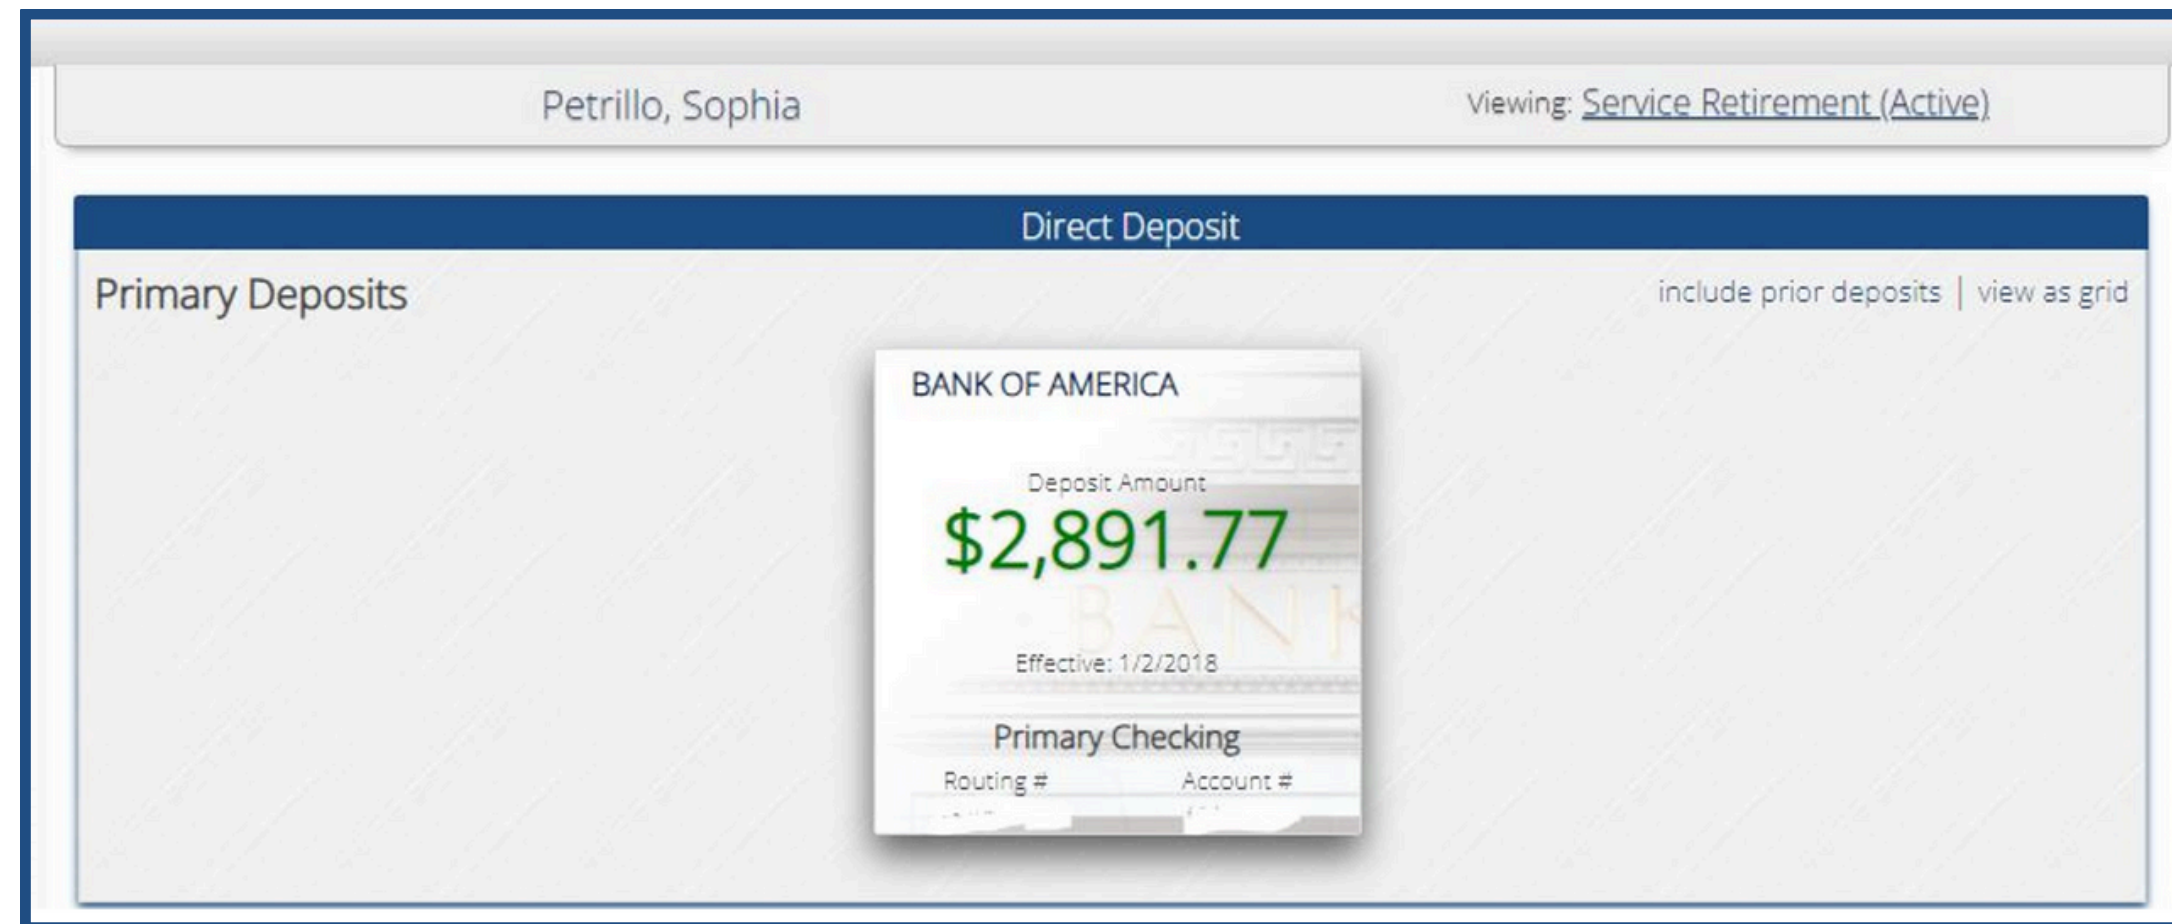 Petrillo, Sophia
Viewing: Service Retirement (Active)
Direct Deposit
Primary Deposits
include prior deposits | view as grid
BANK OF AMERICA
Deposit Amount
$2,891.77
BANK
Effective: 1/2/2018
Primary Checking
Routing # Account #